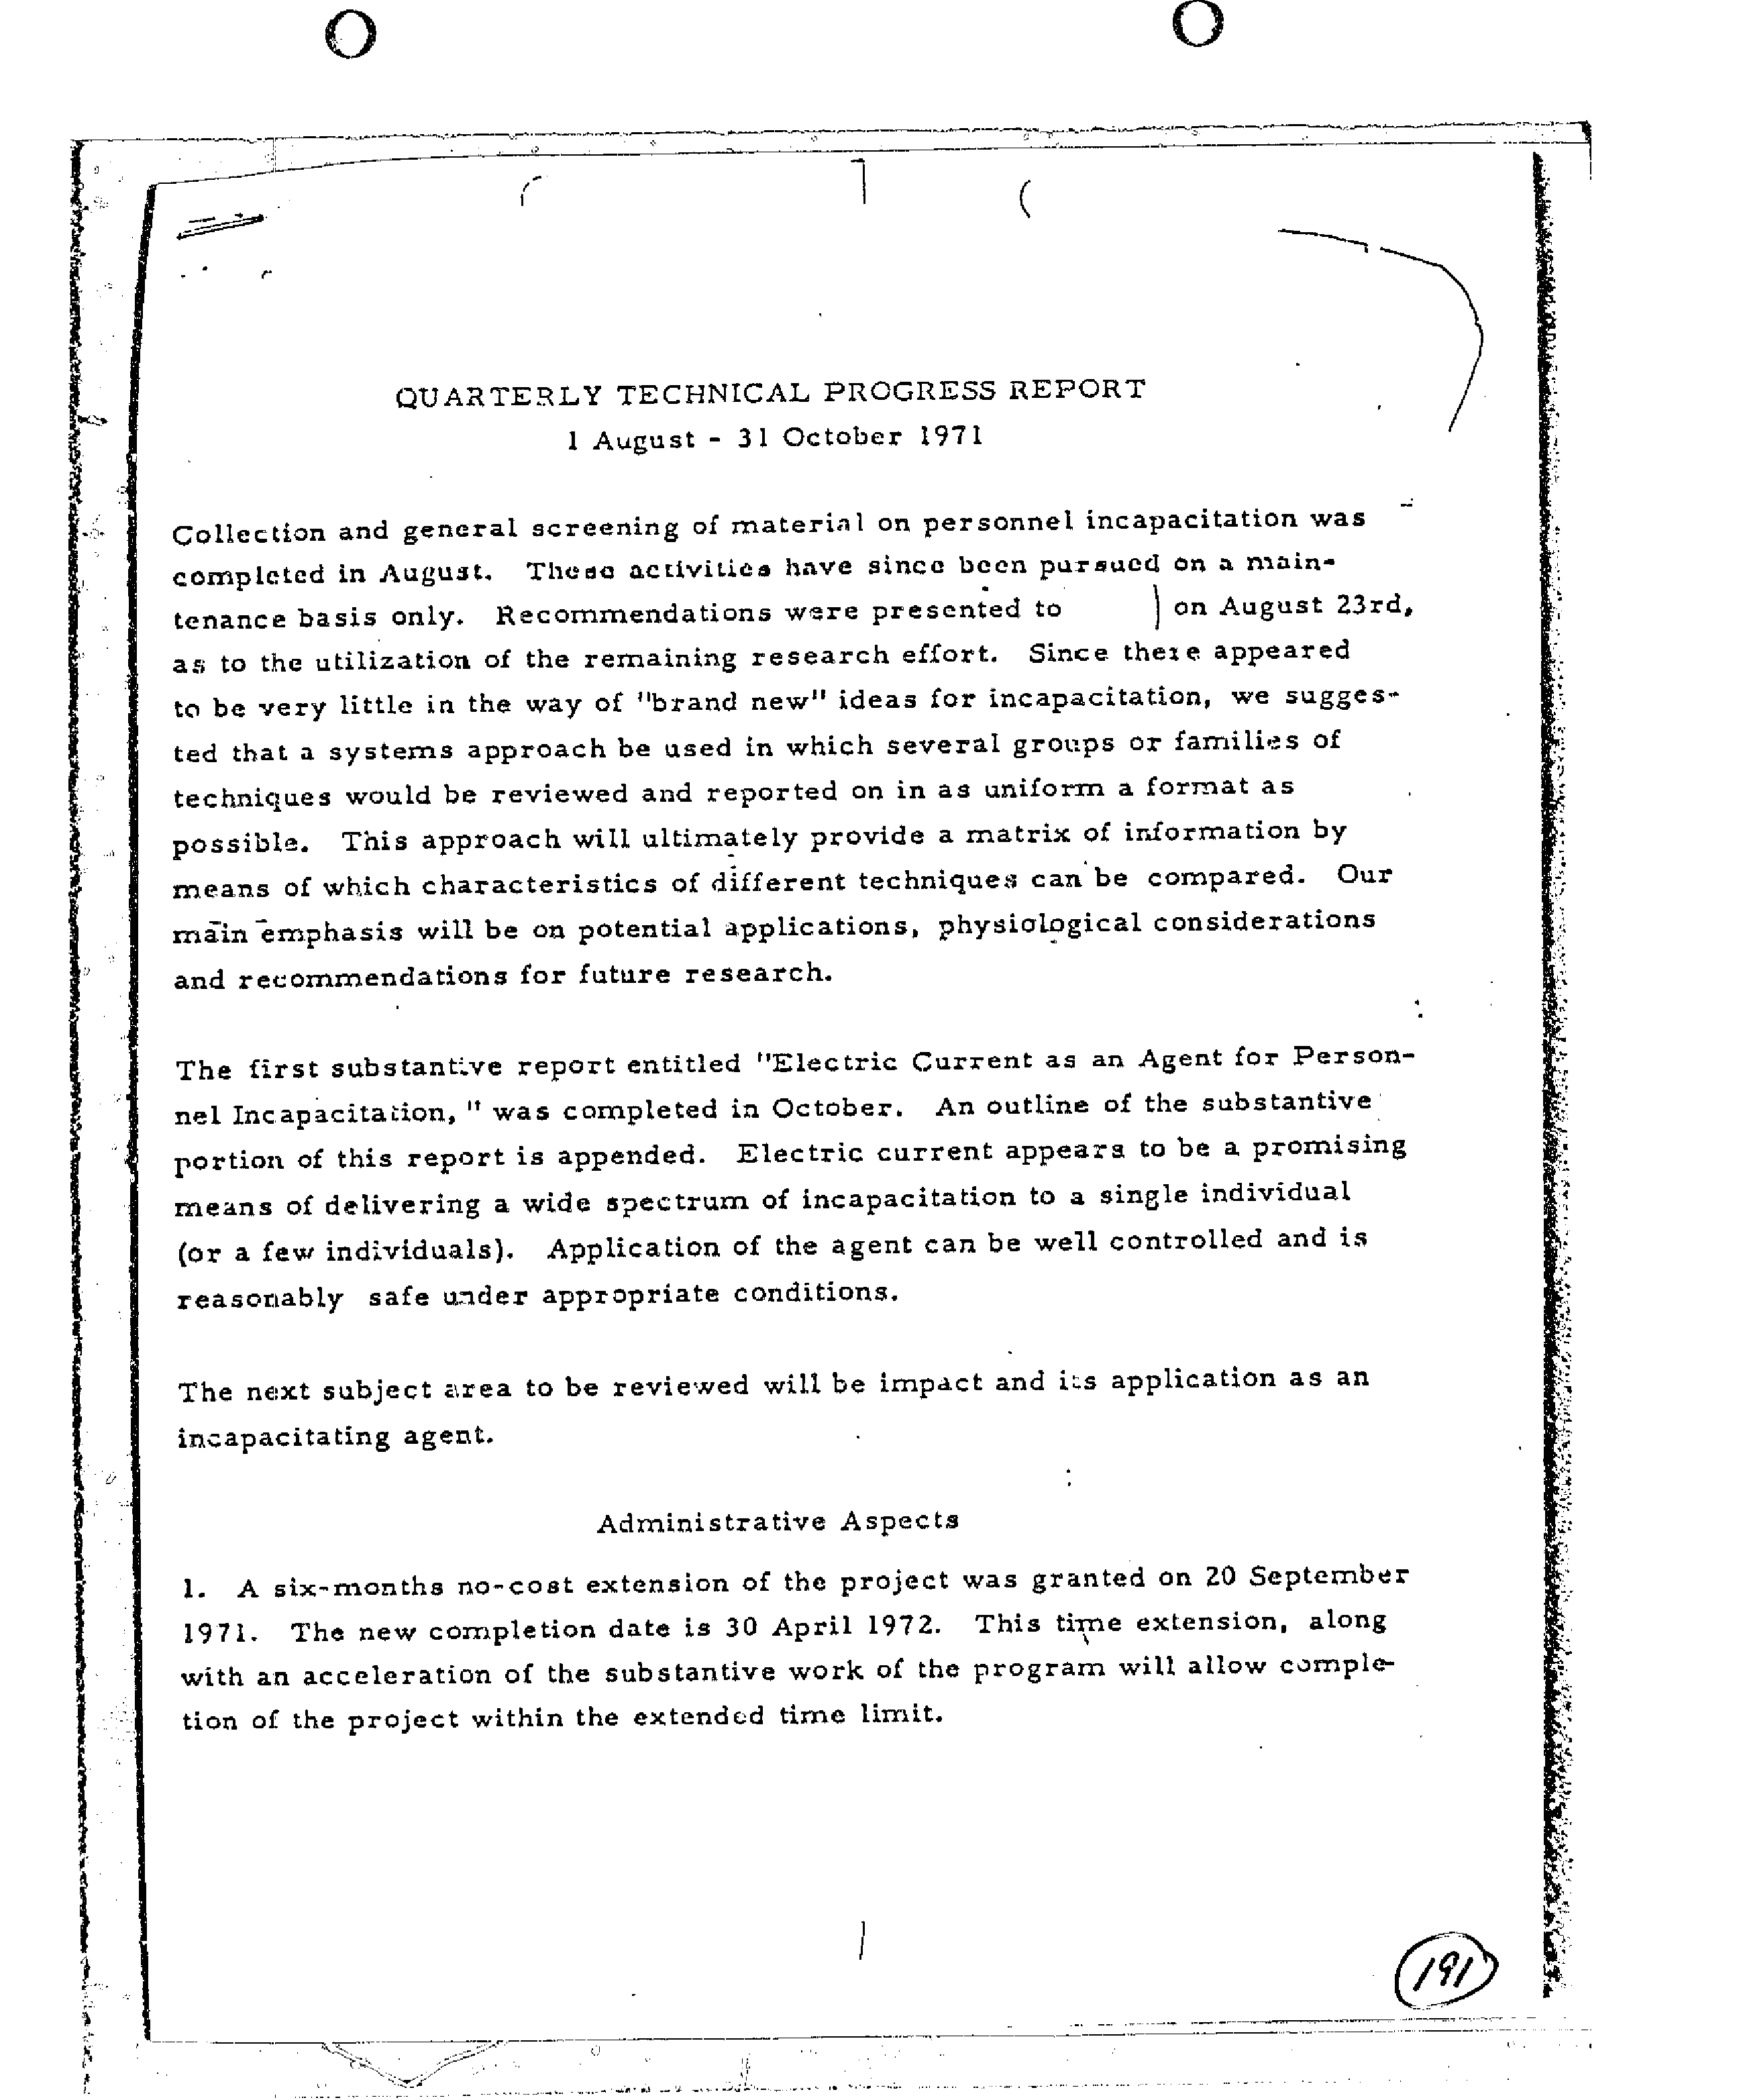 QUARTERLY TECHNICAL PROGRESS REPORT
1 August - 31 October 1971
Collection and general screening of material on personnel incapacitation was
completed in August. These activities have since been pursued on a main-
tenance basis only. Recommendations were presented to on August 23rd,
as to the utilization of the remaining research effort. Since there appeared
to be very little in the way of "brand new" ideas for incapacitation, we sugges-
ted that a systems approach be used in which several groups or families of
techniques would be reviewed and reported on in as uniform a format as
possible. This approach will ultimately provide a matrix of information by
means of which characteristics of different techniques can be compared. Our
main emphasis will be on potential applications, physiological considerations
and recommendations for future research.
The first substantive report entitled "Electric Current as an Agent for Person-
nel Incapacitation, " was completed in October. An outline of the substantive
portion of this report is appended. Electric current appears to be a promising
means of delivering a wide spectrum of incapacitation to a single individual
(or a few individuals). Application of the agent can be well controlled and is
reasonably safe under appropriate conditions.
The next subject area to be reviewed will be impact and its application as an
incapacitating agent.
Administrative Aspects
1. A six-months no-cost extension of the project was granted on 20 September
1971. The new completion date is 30 April 1972. This time extension, along
with an acceleration of the substantive work of the program will allow comple-
tion of the project within the extended time limit.
191